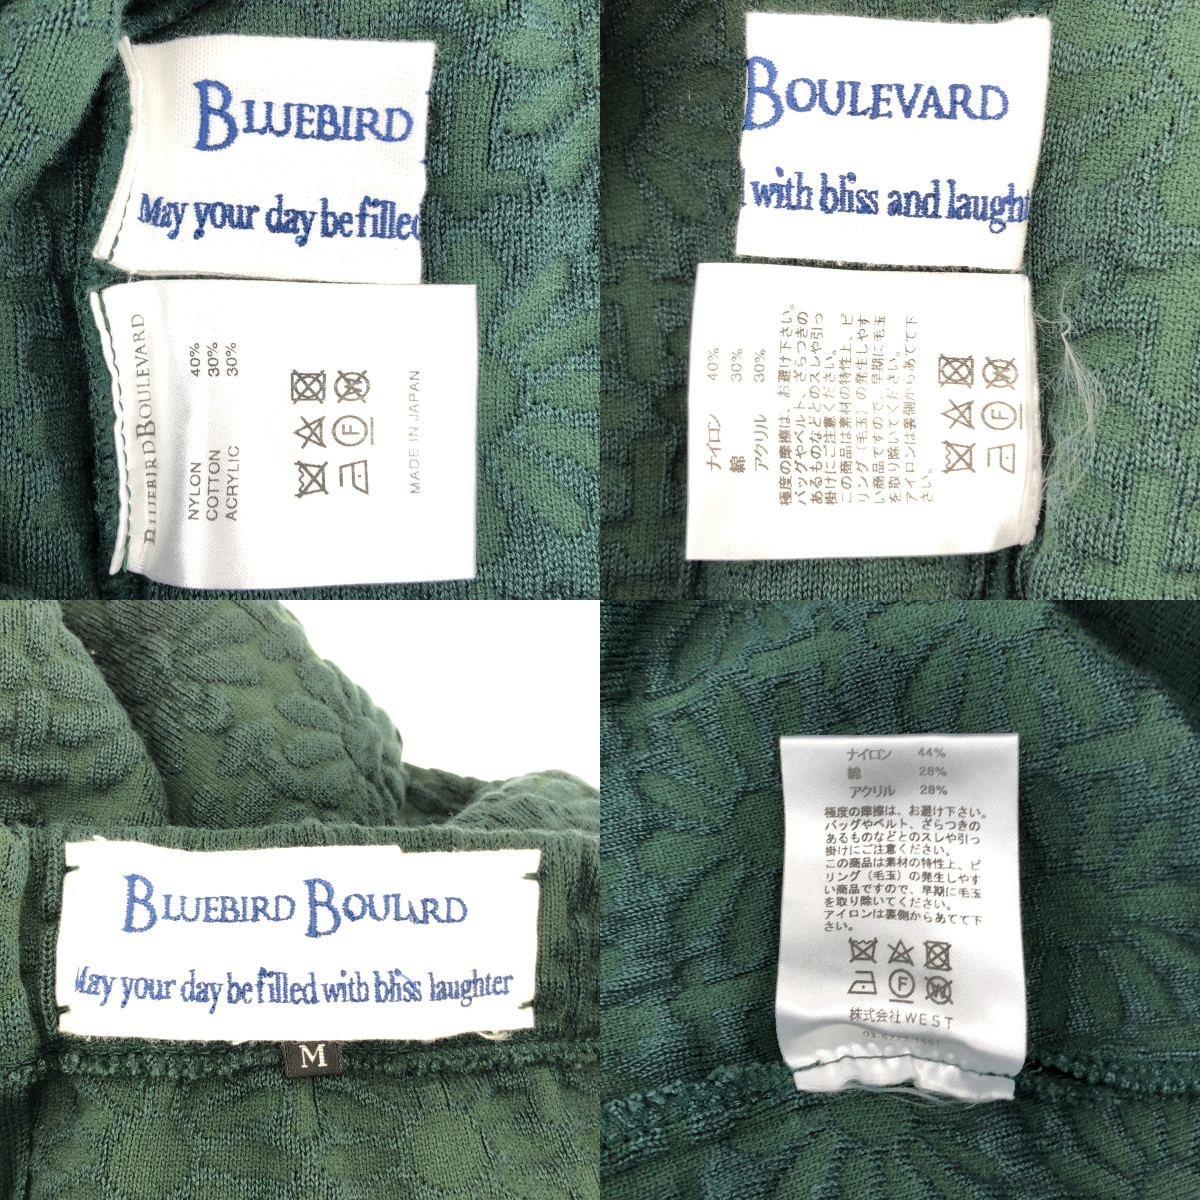 BLUEBIRD
May your day be filled
BLUEBIRD BOULEVARD
NYLON 40%
COTTON 30%
ACRYLIC 30%
W
F
MADE IN JAPAN
BOULEVARD
with bliss and laugh
ナイロン 40%
綿 30%
アクリル 30%
極度の摩擦は、お避け下さい。
バッグやベルト、ざらつきの
あるものなどとのスレや引っ
掛けにご注意ください。
この商品は素材の特性上、ピ
リング（毛玉）の発生しやす
い商品ですので、早期に毛玉
を取り除いてください。
アイロンは裏側からあてて下
さい。
W
F
BLUEBIRD BOULARD
May your day be filled with bliss laughter
M
ナイロン 44%
綿 28%
アクリル 28%
極度の摩擦は、お避け下さい。
バッグやベルト、ざらつきの
あるものなどとのスレや引っ
掛けにご注意ください。
この商品は素材の特性上、ピ
リング（毛玉）の発生しやす
い商品ですので、早期に毛玉
を取り除いてください。
アイロンは裏側からあてて下
さい。
F
W
株式会社WEST